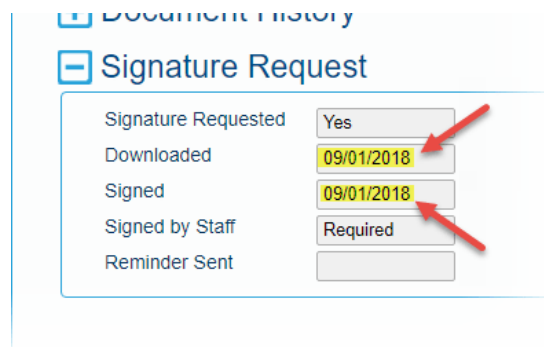 Document History
Signature Request
Signature Requested Yes
Downloaded 09/01/2018
Signed 09/01/2018
Signed by Staff Required
Reminder Sent